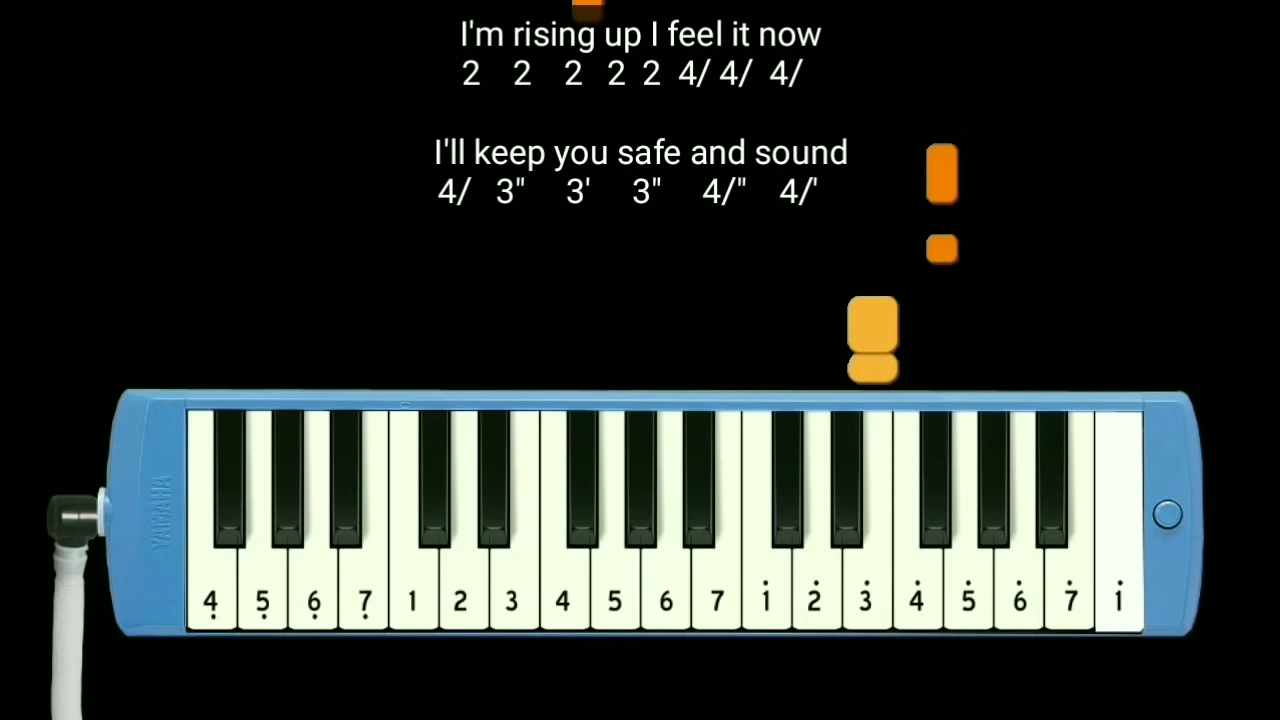 I'm rising up I feel it now
2 2 2 2 2 4/ 4/ 4/
I'll keep you safe and sound
4/ 3" 3' 3" 4/" 4/'
YAMAHA
4̣ 5̣ 6̣ 7̣ 1 2 3 4 5 6 7 1̇ 2̇ 3̇ 4̇ 5̇ 6̇ 7̇ 1̇